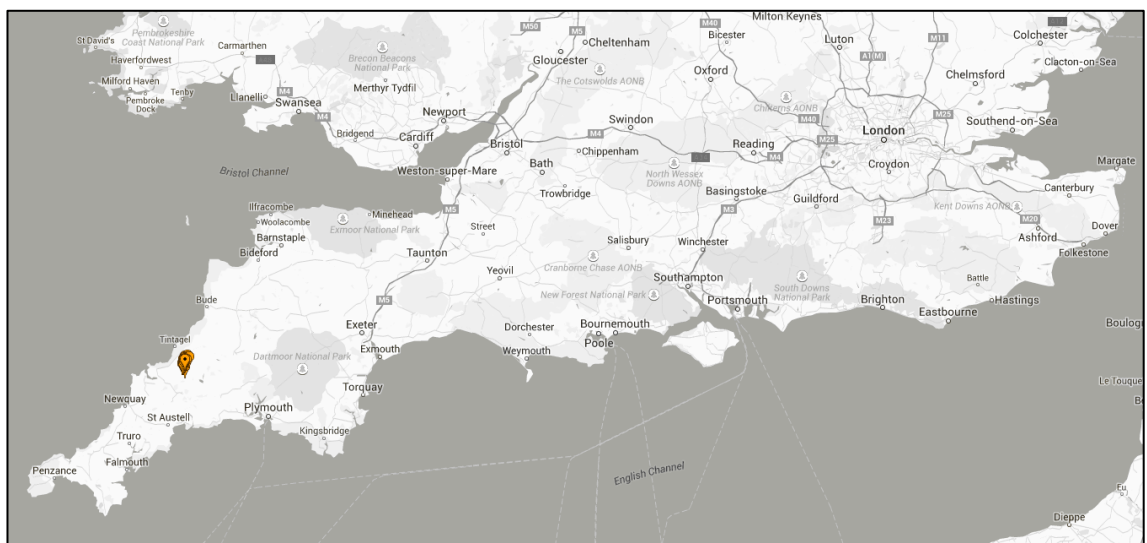 Pembrokeshire
Coast National Park
St David's
Haverfordwest
Milford Haven
Pembroke
Dock
Tenby
Carmarthen
Llanelli
Swansea
M4
M4
Brecon Beacons
National Park
Merthyr Tydfil
Bridgend
Cardiff
Newport
M50
M5
Cheltenham
Gloucester
The Cotswolds AONB
M40
Bicester
Oxford
Milton Keynes
Luton
A1(M)
M11
Colchester
Clacton-on-Sea
Chelmsford
Chilterns AONB
M40
M25
London
M25
Southend-on-Sea
Croydon
Swindon
M4
Chippenham
Bristol
Bath
Trowbridge
Weston-super-Mare
M5
North Wessex
Downs AONB
Reading
M4
Basingstoke
M3
Guildford
M23
Kent Downs AONB
M20
Margate
Canterbury
Dover
Ashford
Folkestone
Bristol Channel
Ilfracombe
Woolacombe
Barnstaple
Bideford
Minehead
Exmoor National Park
Taunton
Street
Yeovil
Salisbury
Cranborne Chase AONB
Winchester
Southampton
New Forest National Park
Portsmouth
South Downs
National Park
Brighton
Battle
Hastings
Eastbourne
Bude
Tintagel
M5
Exeter
Exmouth
Dartmoor National Park
Torquay
Dorchester
Weymouth
Bournemouth
Poole
Newquay
St Austell
Plymouth
Kingsbridge
Truro
Falmouth
Penzance
English Channel
Boulog
Le Touque
Eu
Dieppe